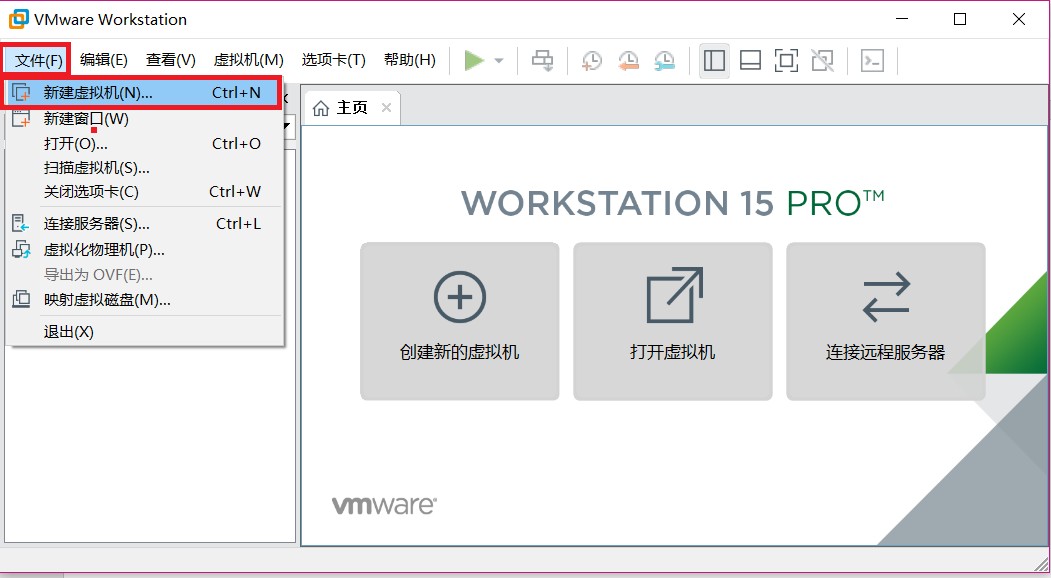 VMware Workstation
文件(F) 编辑(E) 查看(V) 虚拟机(M) 选项卡(T) 帮助(H)
新建虚拟机(N)... Ctrl+N
新建窗口(W)
打开(O)... Ctrl+O
扫描虚拟机(S)...
关闭选项卡(C) Ctrl+W
连接服务器(S)... Ctrl+L
虚拟化物理机(P)...
导出为 OVF(E)...
映射虚拟磁盘(M)...
退出(X)
主页
WORKSTATION 15 PRO™
创建新的虚拟机
打开虚拟机
连接远程服务器
vmware®